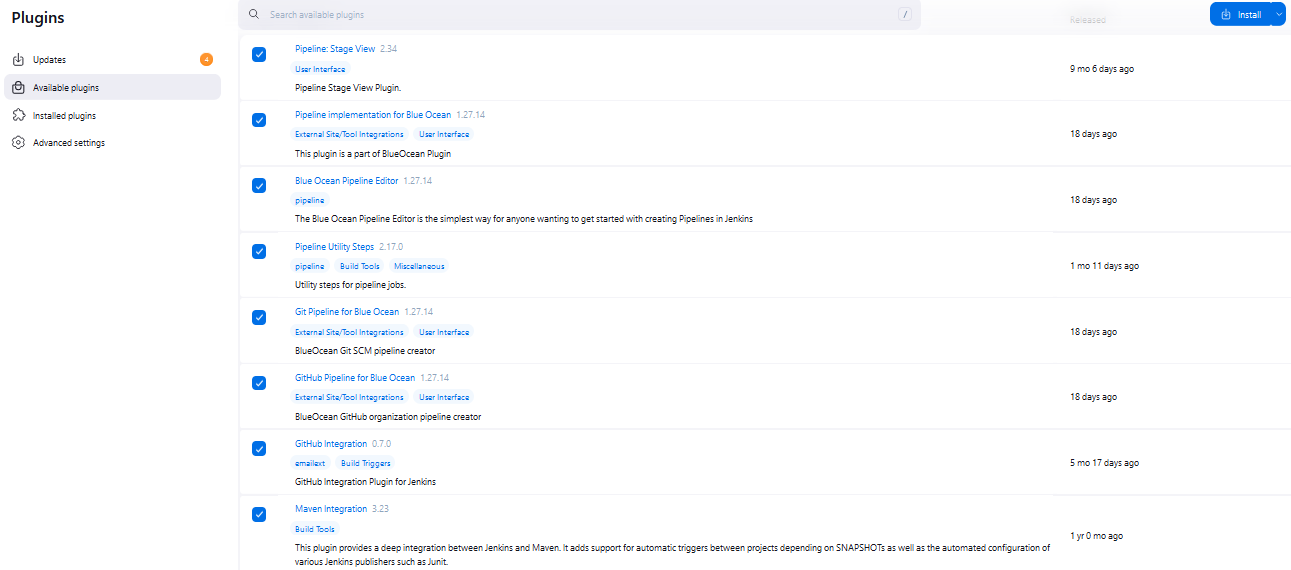 Plugins
Updates 4
Available plugins
Installed plugins
Advanced settings
Search available plugins /
Released
Install
Pipeline: Stage View 2.34
User Interface
Pipeline Stage View Plugin.
9 mo 6 days ago
Pipeline implementation for Blue Ocean 1.27.14
External Site/Tool Integrations User Interface
This plugin is a part of BlueOcean Plugin
18 days ago
Blue Ocean Pipeline Editor 1.27.14
pipeline
The Blue Ocean Pipeline Editor is the simplest way for anyone wanting to get started with creating Pipelines in Jenkins
18 days ago
Pipeline Utility Steps 2.17.0
pipeline Build Tools Miscellaneous
Utility steps for pipeline jobs.
1 mo 11 days ago
Git Pipeline for Blue Ocean 1.27.14
External Site/Tool Integrations User Interface
BlueOcean Git SCM pipeline creator
18 days ago
GitHub Pipeline for Blue Ocean 1.27.14
External Site/Tool Integrations User Interface
BlueOcean GitHub organization pipeline creator
18 days ago
GitHub Integration 0.7.0
emailext Build Triggers
GitHub Integration Plugin for Jenkins
5 mo 17 days ago
Maven Integration 3.23
Build Tools
This plugin provides a deep integration between Jenkins and Maven. It adds support for automatic triggers between projects depending on SNAPSHOTs as well as the automated configuration of
various Jenkins publishers such as Junit.
1 yr 0 mo ago